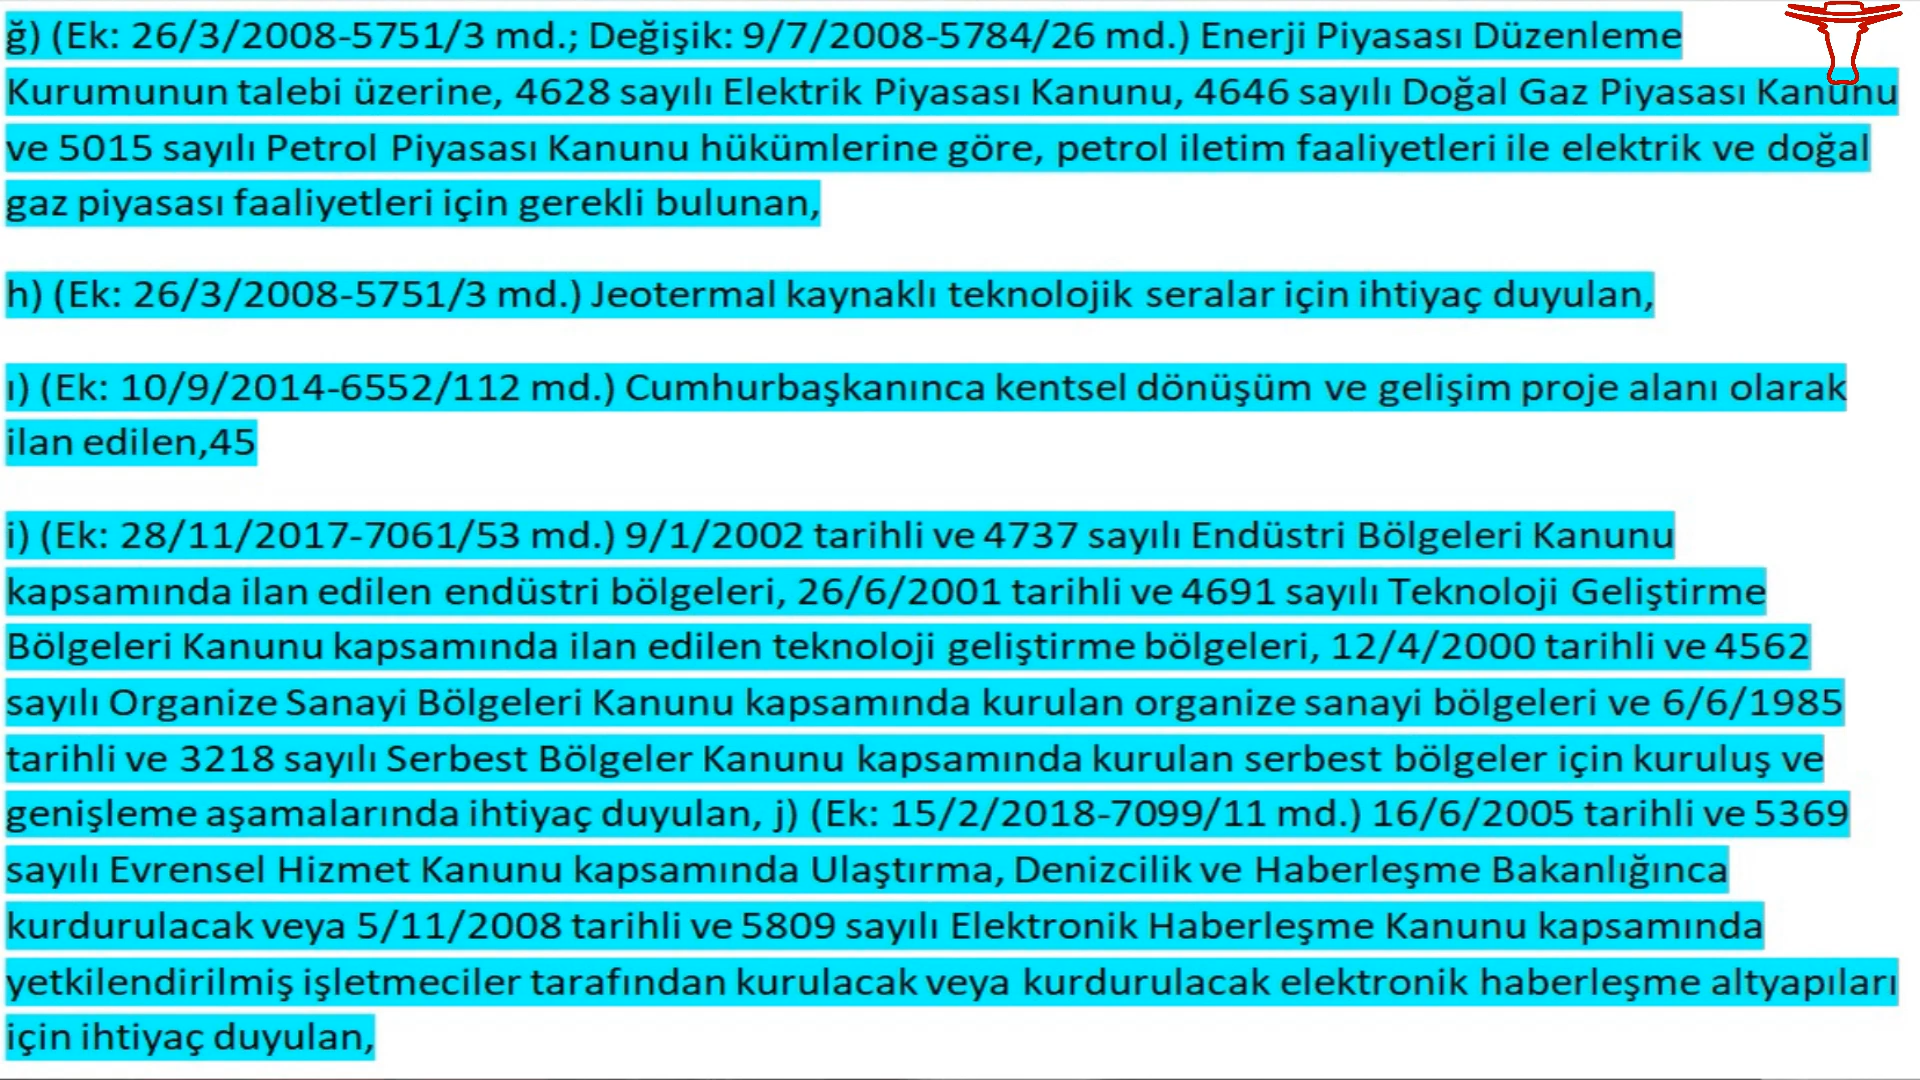 ğ) (Ek: 26/3/2008-5751/3 md.; Değişik: 9/7/2008-5784/26 md.) Enerji Piyasası Düzenleme
Kurumunun talebi üzerine, 4628 sayılı Elektrik Piyasası Kanunu, 4646 sayılı Doğal Gaz Piyasası Kanunu
ve 5015 sayılı Petrol Piyasası Kanunu hükümlerine göre, petrol iletim faaliyetleri ile elektrik ve doğal
gaz piyasası faaliyetleri için gerekli bulunan,
h) (Ek: 26/3/2008-5751/3 md.) Jeotermal kaynaklı teknolojik seralar için ihtiyaç duyulan,
ı) (Ek: 10/9/2014-6552/112 md.) Cumhurbaşkanınca kentsel dönüşüm ve gelişim proje alanı olarak
ilan edilen,45
i) (Ek: 28/11/2017-7061/53 md.) 9/1/2002 tarihli ve 4737 sayılı Endüstri Bölgeleri Kanunu
kapsamında ilan edilen endüstri bölgeleri, 26/6/2001 tarihli ve 4691 sayılı Teknoloji Geliştirme
Bölgeleri Kanunu kapsamında ilan edilen teknoloji geliştirme bölgeleri, 12/4/2000 tarihli ve 4562
sayılı Organize Sanayi Bölgeleri Kanunu kapsamında kurulan organize sanayi bölgeleri ve 6/6/1985
tarihli ve 3218 sayılı Serbest Bölgeler Kanunu kapsamında kurulan serbest bölgeler için kuruluş ve
genişleme aşamalarında ihtiyaç duyulan, j) (Ek: 15/2/2018-7099/11 md.) 16/6/2005 tarihli ve 5369
sayılı Evrensel Hizmet Kanunu kapsamında Ulaştırma, Denizcilik ve Haberleşme Bakanlığınca
kurdurulacak veya 5/11/2008 tarihli ve 5809 sayılı Elektronik Haberleşme Kanunu kapsamında
yetkilendirilmiş işletmeciler tarafından kurulacak veya kurdurulacak elektronik haberleşme altyapıları
için ihtiyaç duyulan,